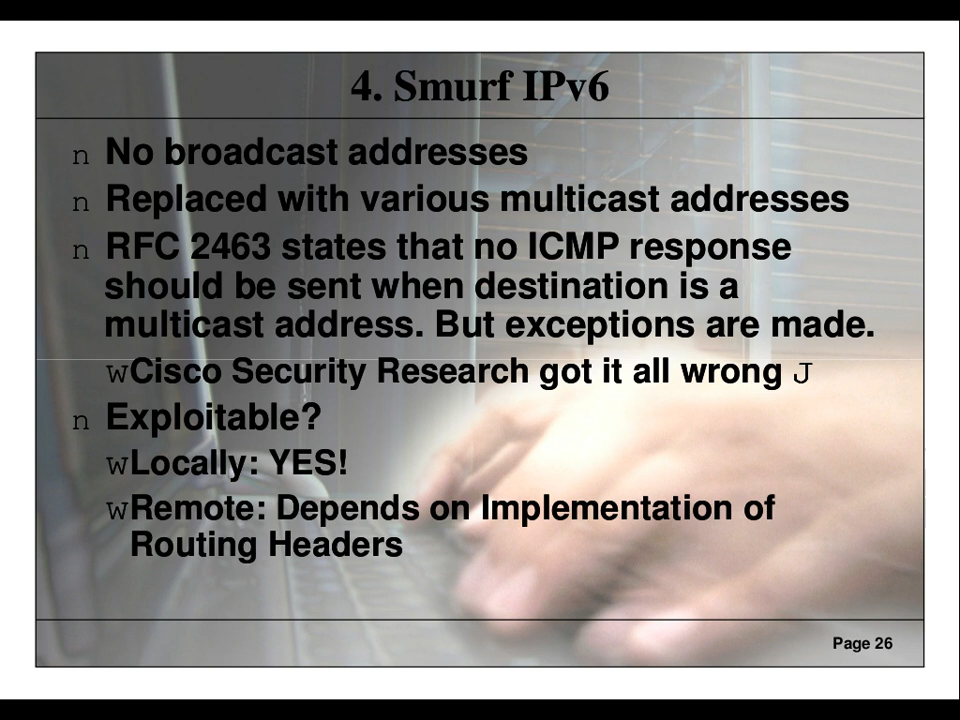 4. Smurf IPv6
n No broadcast addresses
n Replaced with various multicast addresses
n RFC 2463 states that no ICMP response
should be sent when destination is a
multicast address. But exceptions are made.
wCisco Security Research got it all wrong J
n Exploitable?
wLocally: YES!
wRemote: Depends on Implementation of
Routing Headers
Page 26